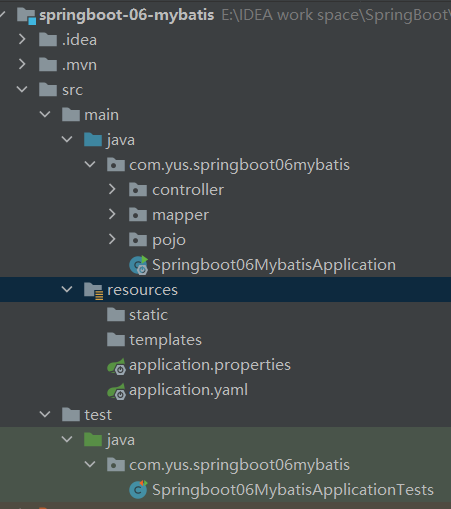 springboot-06-mybatis E:\IDEA work space\SpringBoot\
.idea
.mvn
src
main
java
com.yus.springboot06mybatis
controller
mapper
pojo
Springboot06MybatisApplication
resources
static
templates
application.properties
application.yaml
test
java
com.yus.springboot06mybatis
Springboot06MybatisApplicationTests